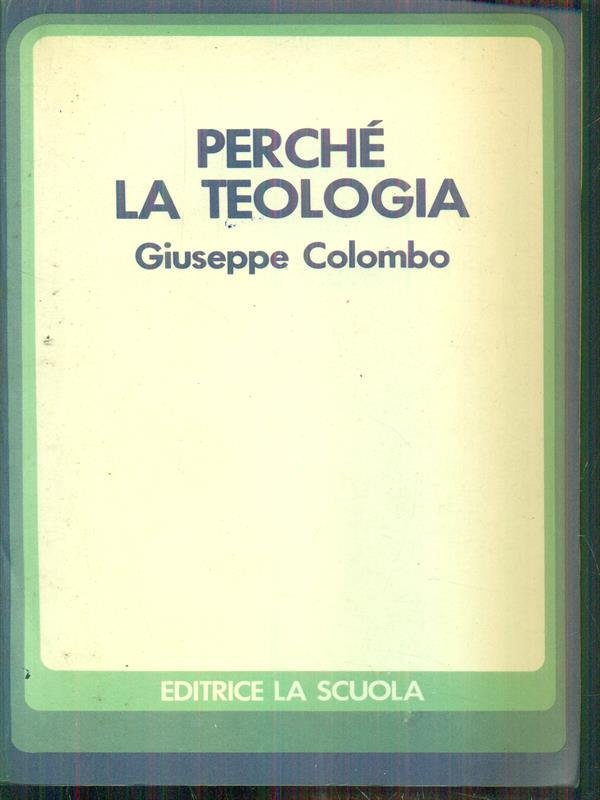 PERCHÉ
LA TEOLOGIA
Giuseppe Colombo
EDITRICE LA SCUOLA